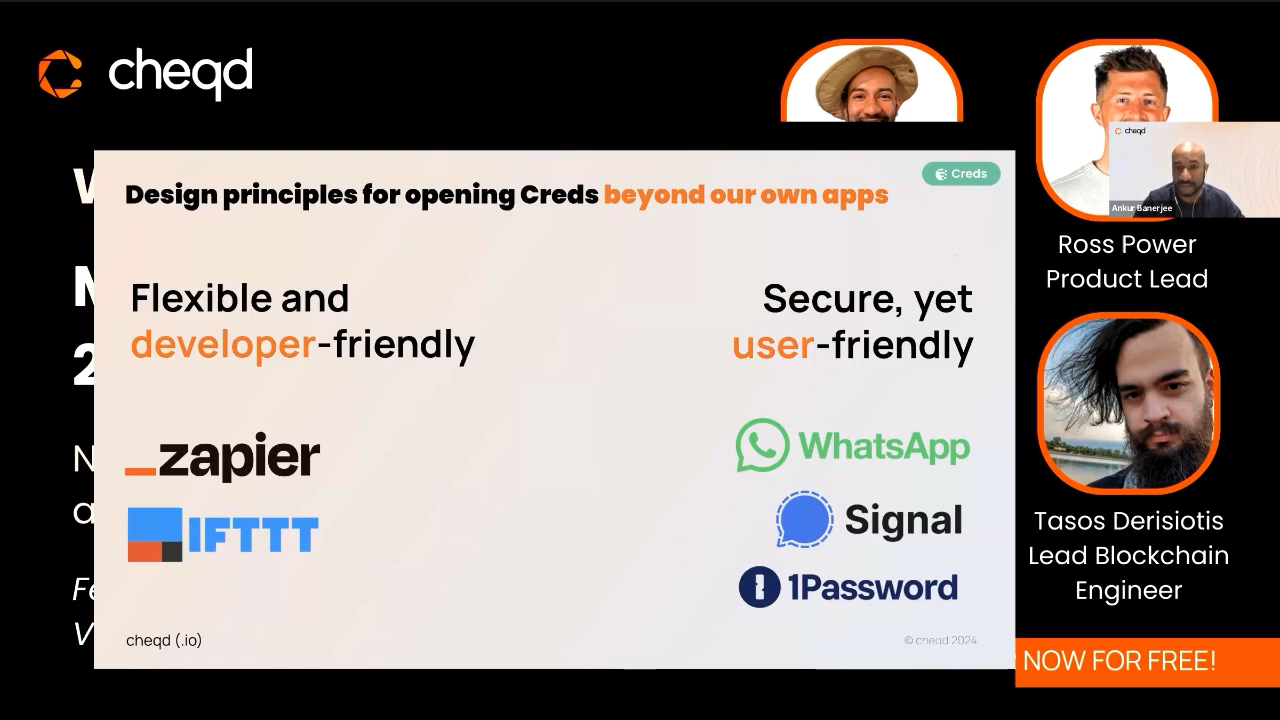 cheqd
Design principles for opening Creds beyond our own apps
Creds
Flexible and
developer-friendly
Secure, yet
user-friendly
zapier
IFTTT
WhatsApp
Signal
1Password
cheqd (.io)
© cheqd 2024
cheqd
Ankur Banerjee
Ross Power
Product Lead
Tasos Derisiotis
Lead Blockchain
Engineer
NOW FOR FREE!